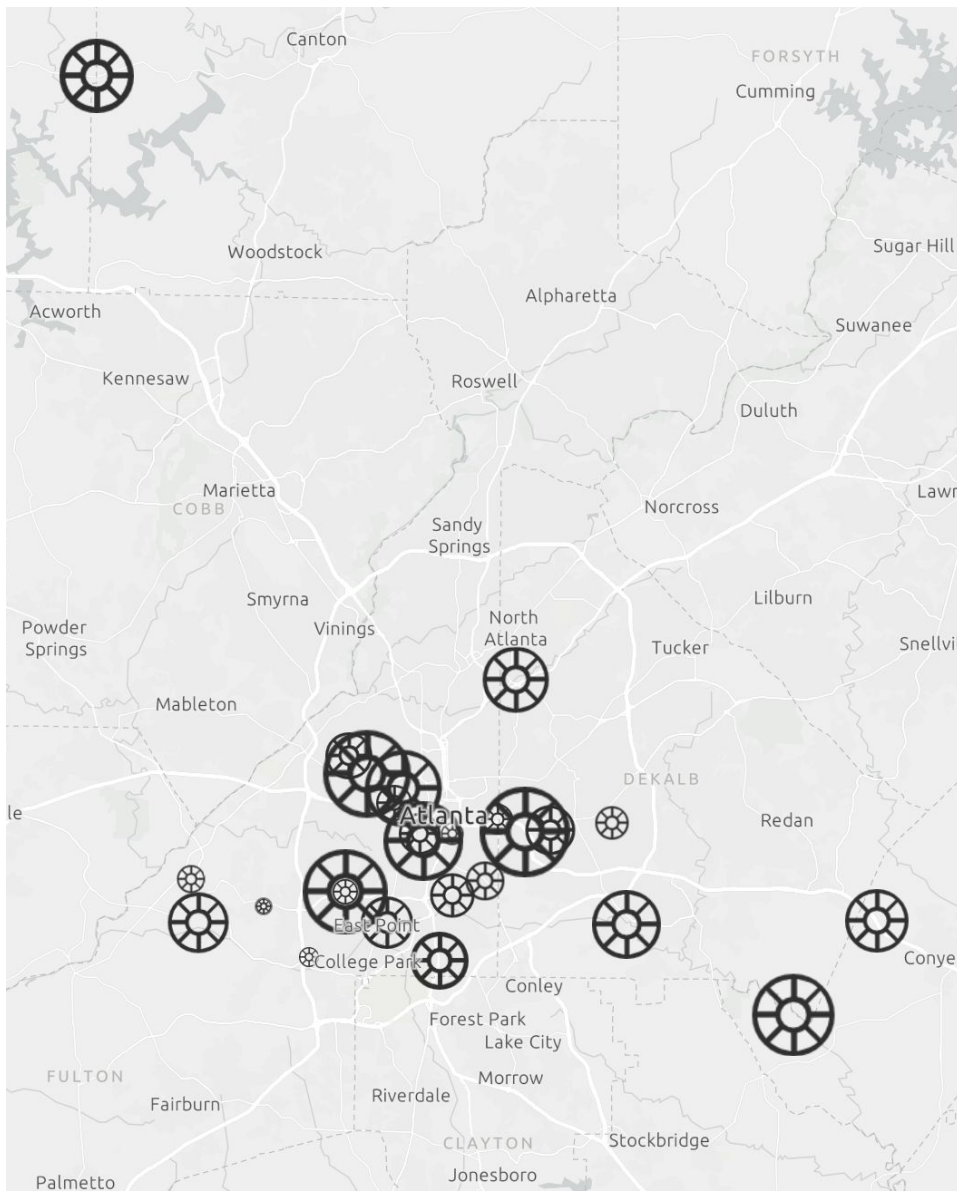 Canton
FORSYTH
Cumming
Woodstock
Sugar Hill
Alpharetta
Acworth
Suwanee
Kennesaw
Roswell
Duluth
Marietta
Lawr
COBB
Norcross
Sandy
Springs
Smyrna
Lilburn
North
Atlanta
Vinings
Powder
Springs
Tucker
Snellvi
Mableton
DEKALB
le
Atlanta
Redan
East Point
College Park
Conye
Conley
Forest Park
Lake City
FULTON
Morrow
Riverdale
Fairburn
CLAYTON
Stockbridge
Jonesboro
Palmetto